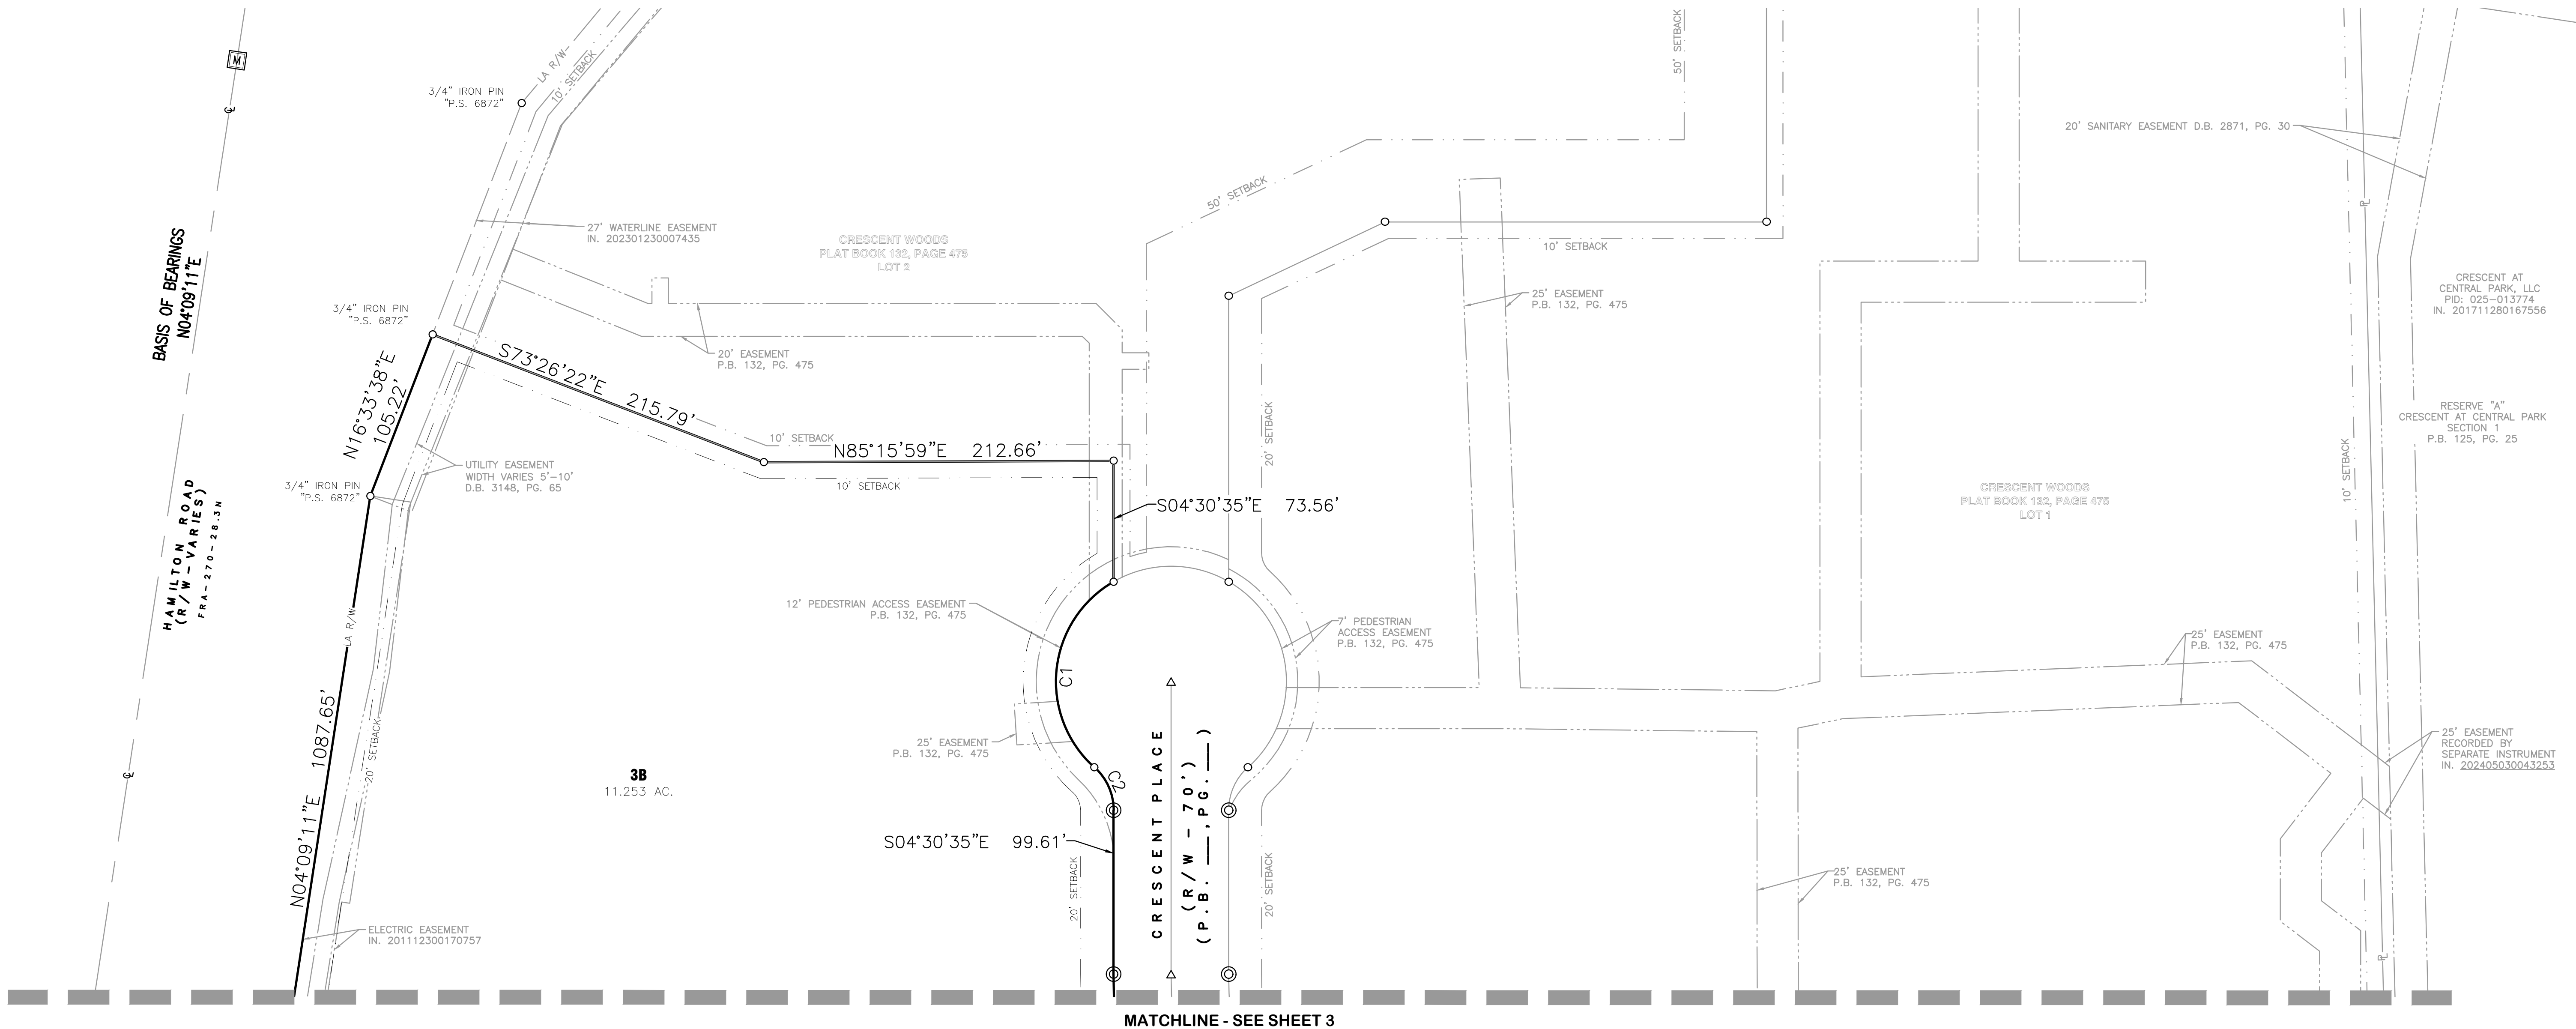 M
LA R/W
10' SETBACK
3/4" IRON PIN
"P.S. 6872"
50' SETBACK
20' SANITARY EASEMENT D.B. 2871, PG. 30
50' SETBACK
27' WATERLINE EASEMENT
IN. 202301230007435
CRESCENT WOODS
PLAT BOOK 132, PAGE 475
LOT 2
10' SETBACK
BASIS OF BEARINGS
N04°09'11"E
3/4" IRON PIN
"P.S. 6872"
25' EASEMENT
P.B. 132, PG. 475
CRESCENT AT
CENTRAL PARK, LLC
PID: 025-013774
IN. 201711280167556
20' EASEMENT
P.B. 132, PG. 475
S73°26'22"E 215.79'
N16°33'38"E
105.22'
10' SETBACK
N85°15'59"E 212.66'
10' SETBACK
20' SETBACK
RESERVE "A"
CRESCENT AT CENTRAL PARK
SECTION 1
P.B. 125, PG. 25
10' SETBACK
UTILITY EASEMENT
WIDTH VARIES 5'-10'
D.B. 3148, PG. 65
3/4" IRON PIN
"P.S. 6872"
S04°30'35"E 73.56'
CRESCENT WOODS
PLAT BOOK 132, PAGE 475
LOT 1
HAMILTON ROAD
(R/W - VARIES)
FRA-270-28.3N
LA R/W
12' PEDESTRIAN ACCESS EASEMENT
P.B. 132, PG. 475
7' PEDESTRIAN
ACCESS EASEMENT
P.B. 132, PG. 475
25' EASEMENT
P.B. 132, PG. 475
C1
N04°09'11"E 1087.65'
20' SETBACK
25' EASEMENT
P.B. 132, PG. 475
25' EASEMENT
RECORDED BY
SEPARATE INSTRUMENT
IN. 202405030043253
3B
11.253 AC.
C2
CRESCENT PLACE
(R/W - 70')
(P.B. ___, PG. ___)
S04°30'35"E 99.61'
20' SETBACK
20' SETBACK
25' EASEMENT
P.B. 132, PG. 475
ELECTRIC EASEMENT
IN. 201112300170757
MATCHLINE - SEE SHEET 3